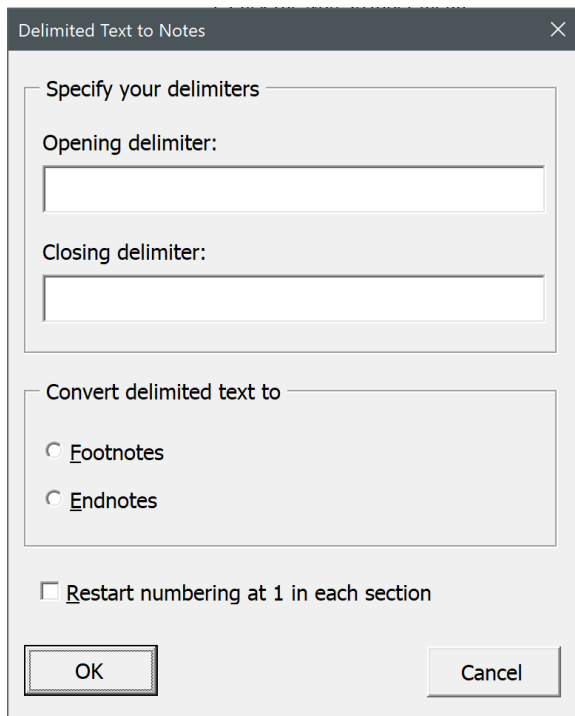 Delimited Text to Notes
Specify your delimiters
Opening delimiter:
Closing delimiter:
Convert delimited text to
Footnotes
Endnotes
Restart numbering at 1 in each section
OK
Cancel